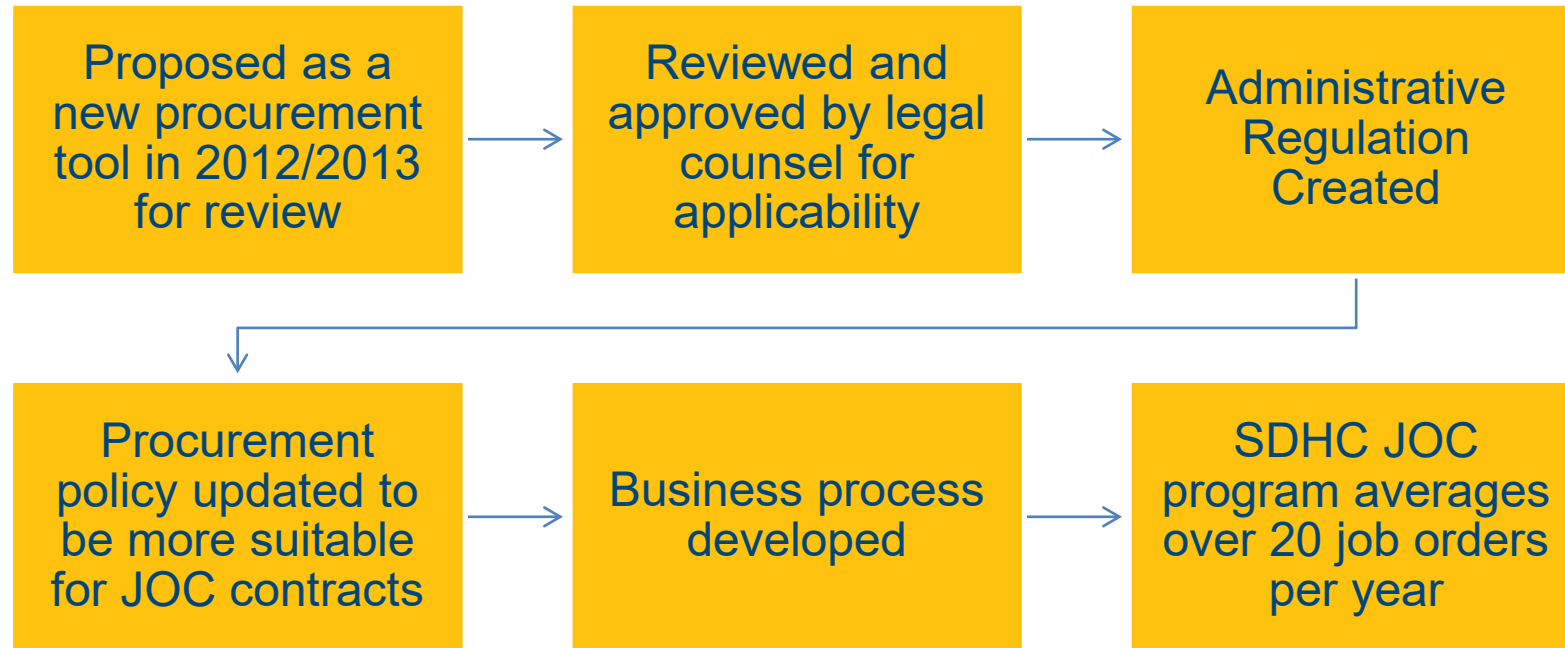 Proposed as a
new procurement
tool in 2012/2013
for review
Reviewed and
approved by legal
counsel for
applicability
Administrative
Regulation
Created
Procurement
policy updated to
be more suitable
for JOC contracts
Business process
developed
SDHC JOC
program averages
over 20 job orders
per year